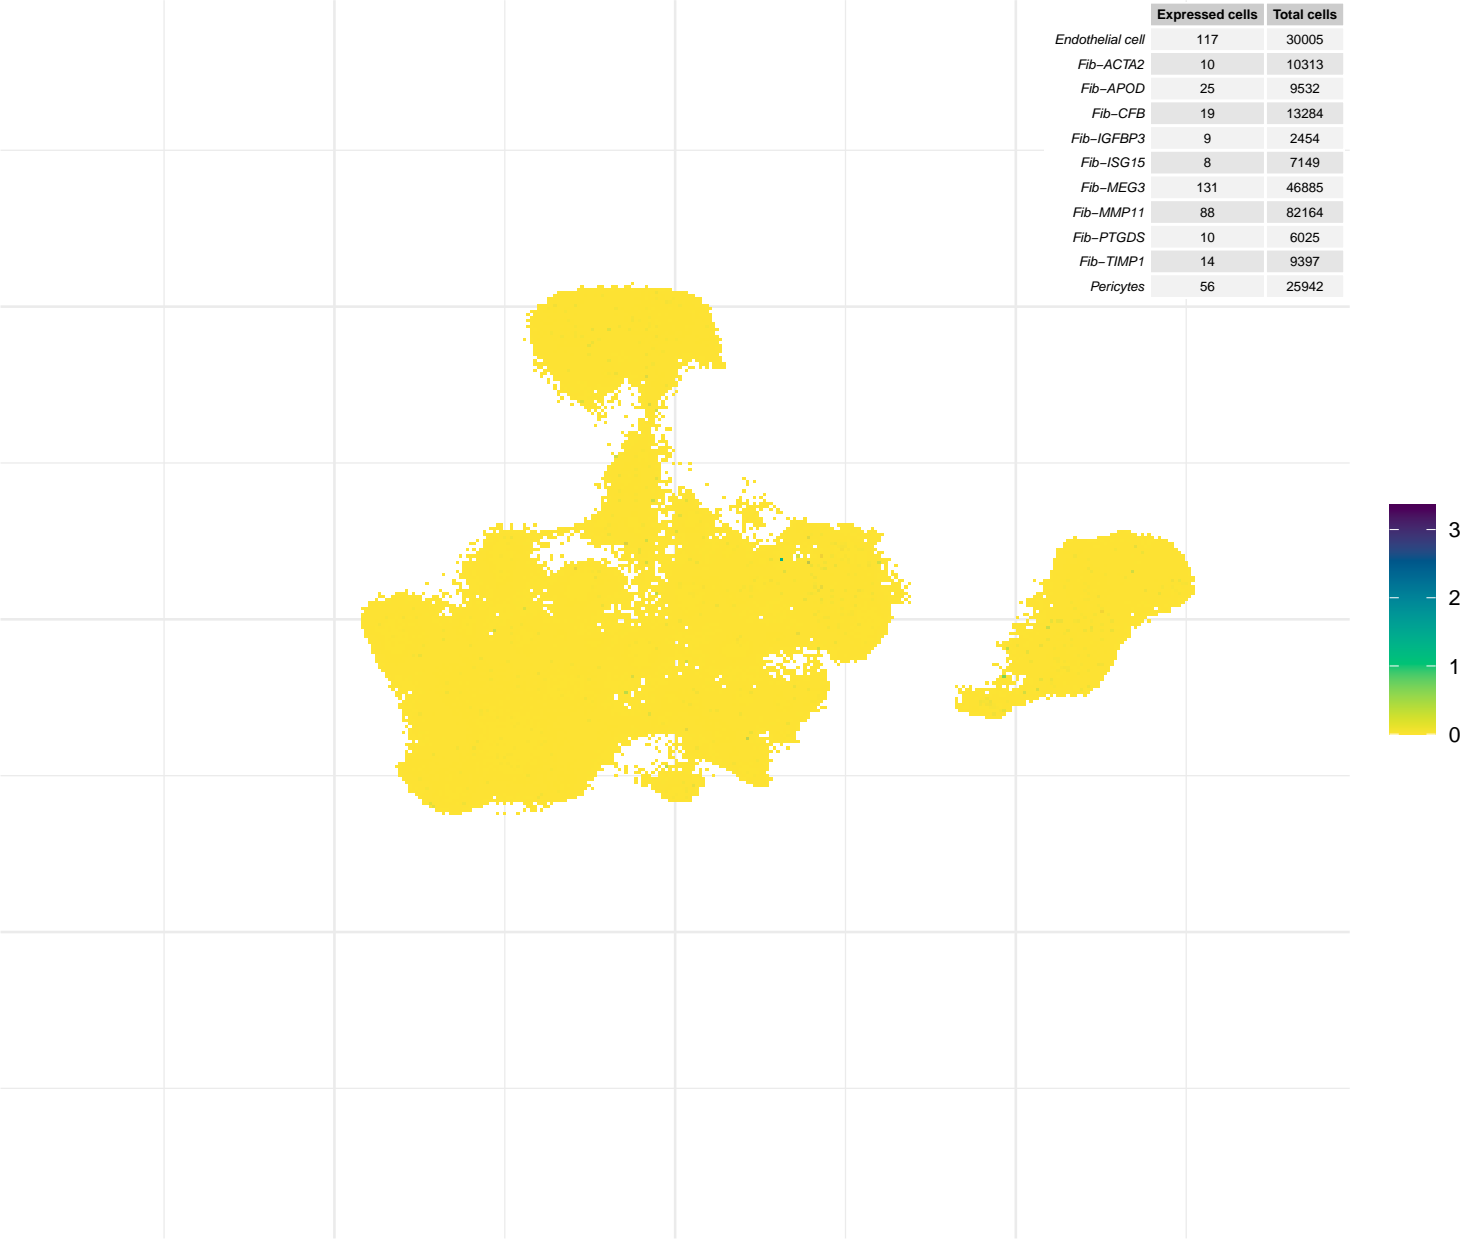 Expressed cells Total cells
Endothelial cell 117 30005
Fib−ACTA2 10 10313
Fib−APOD 25 9532
Fib−CFB 19 13284
Fib−IGFBP3 9 2454
Fib−ISG15 8 7149
Fib−MEG3 131 46885
Fib−MMP11 88 82164
Fib−PTGDS 10 6025
Fib−TIMP1 14 9397
Pericytes 56 25942
3
2
1
0